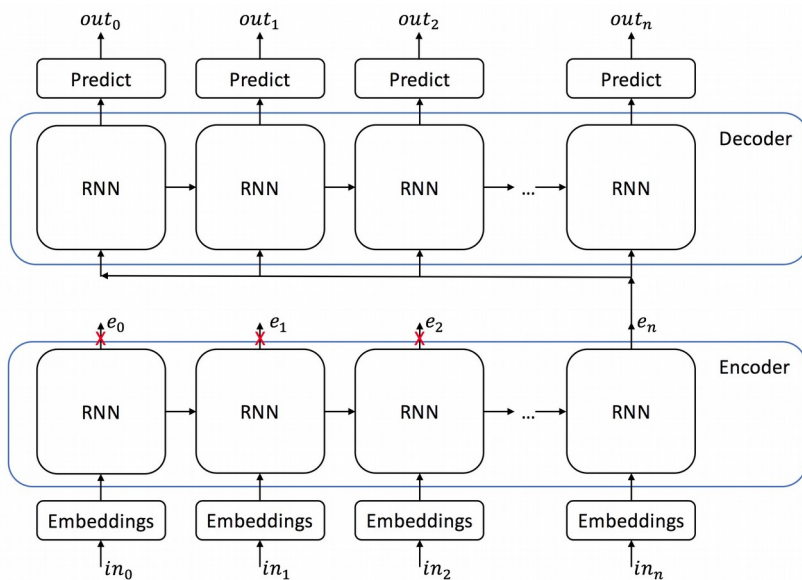 out₀ out₁ out₂ outₙ
Predict Predict Predict Predict
Decoder
RNN RNN RNN ... RNN
e₀ e₁ e₂ eₙ
Encoder
RNN RNN RNN ... RNN
Embeddings Embeddings Embeddings Embeddings
in₀ in₁ in₂ inₙ